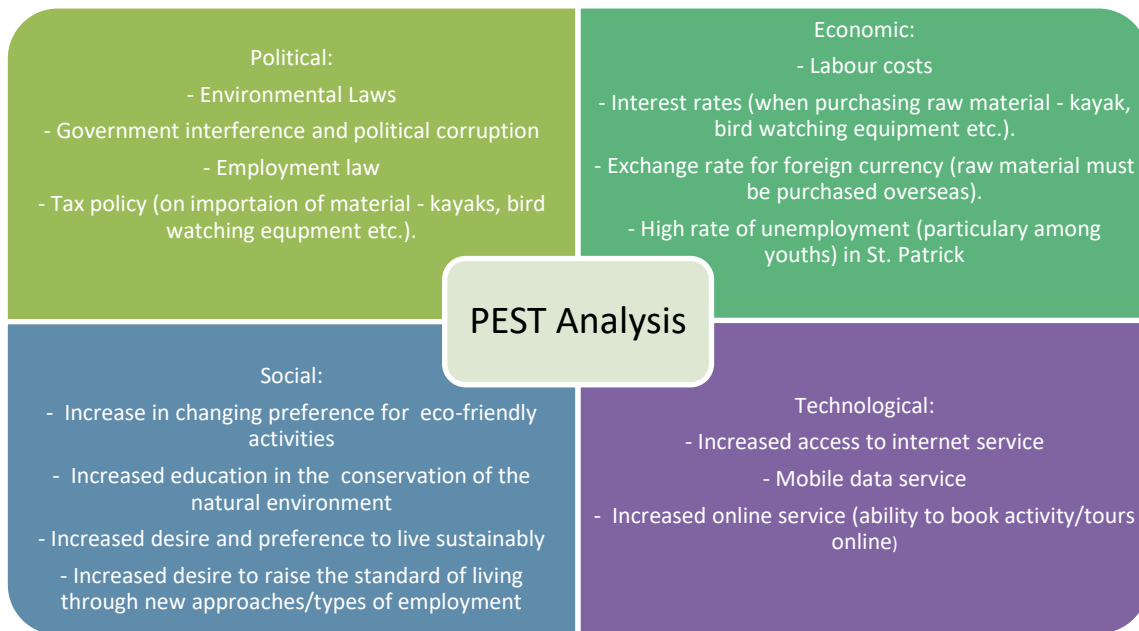 Political:
- Environmental Laws
- Government interference and political corruption
- Employment law
- Tax policy (on importaion of material - kayaks, bird
watching equpment etc.).
Economic:
- Labour costs
- Interest rates (when purchasing raw material - kayak,
bird watching equipment etc.).
- Exchange rate for foreign currency (raw material must
be purchased overseas).
- High rate of unemployment (particulary among
youths) in St. Patrick
PEST Analysis
Social:
- Increase in changing preference for eco-friendly
activities
- Increased education in the conservation of the
natural environment
- Increased desire and preference to live sustainably
- Increased desire to raise the standard of living
through new approaches/types of employment
Technological:
- Increased access to internet service
- Mobile data service
- Increased online service (ability to book activity/tours
online)